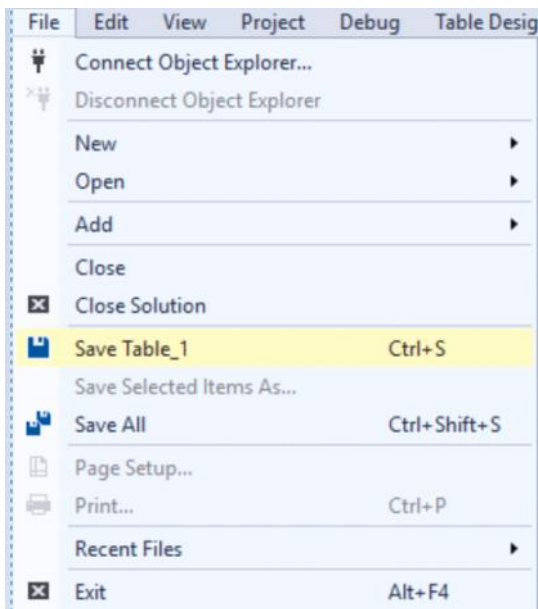 File Edit View Project Debug Table Desig
Connect Object Explorer...
Disconnect Object Explorer
New
Open
Add
Close
Close Solution
Save Table_1 Ctrl+S
Save Selected Items As...
Save All Ctrl+Shift+S
Page Setup...
Print... Ctrl+P
Recent Files
Exit Alt+F4